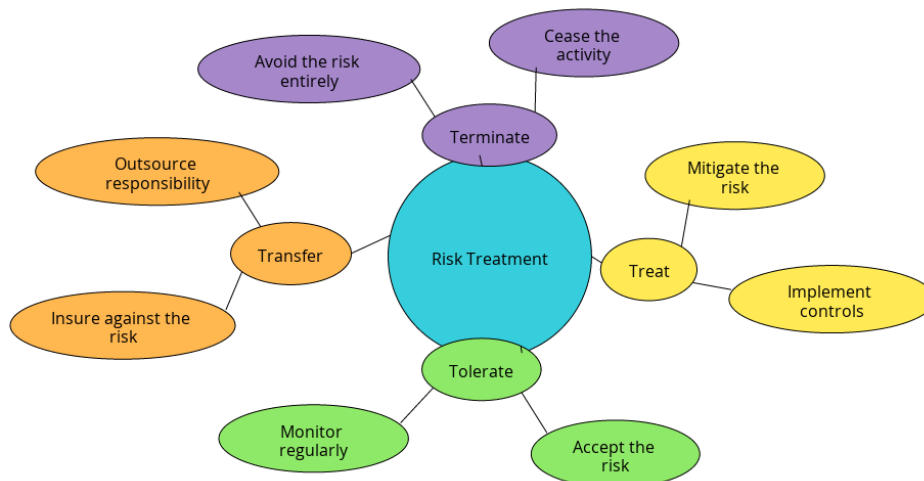 Cease the
activity
Avoid the risk
entirely
Terminate
Outsource
responsibility
Mitigate the
risk
Transfer
Risk Treatment
Treat
Insure against the
risk
Implement
controls
Tolerate
Monitor
regularly
Accept the
risk